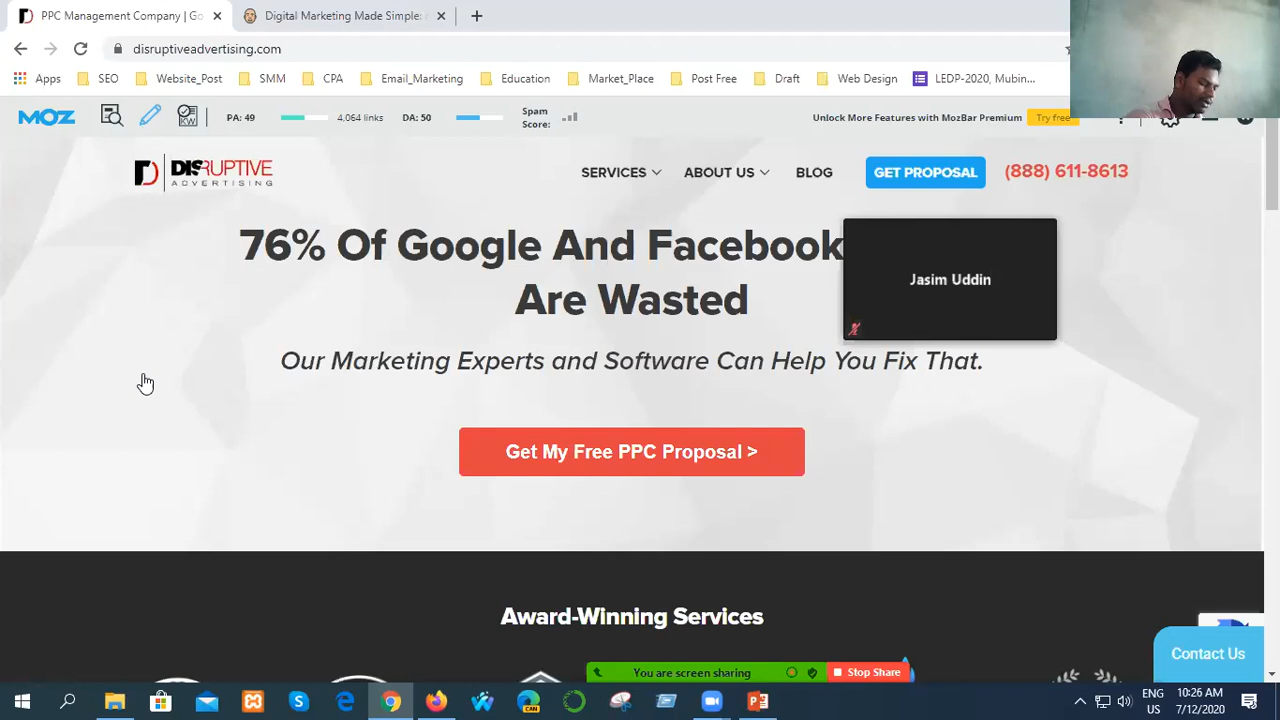 PPC Management Company | Go
Digital Marketing Made Simple:
disruptiveadvertising.com
Apps
SEO
Website_Post
SMM
CPA
Email_Marketing
Education
Market_Place
Post Free
Draft
Web Design
LEDP-2020, Mubin...
MOZ
KW
PA: 49
4,064 links
DA: 50
Spam
Score:
Unlock More Features with MozBar Premium
Try free
DISRUPTIVE
ADVERTISING
SERVICES
ABOUT US
BLOG
GET PROPOSAL
(888) 611-8613
76% Of Google And Facebook
Are Wasted
Jasim Uddin
Our Marketing Experts and Software Can Help You Fix That.
Get My Free PPC Proposal >
Award-Winning Services
Contact Us
You are screen sharing
Stop Share
CAN
ENG
US
10:26 AM
7/12/2020